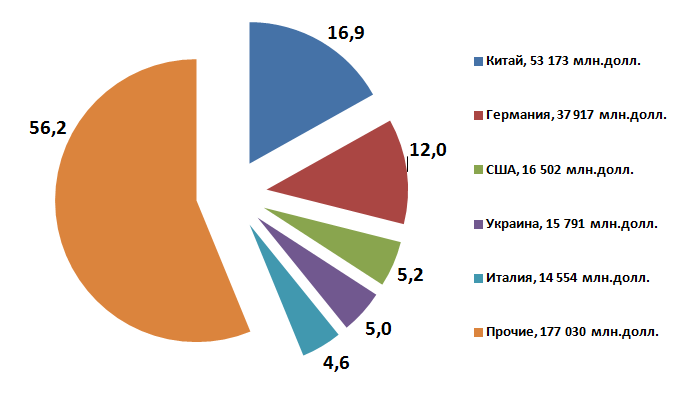 16,9
12,0
5,2
5,0
4,6
56,2
Китай, 53 173 млн.долл.
Германия, 37 917 млн.долл.
США, 16 502 млн.долл.
Украина, 15 791 млн.долл.
Италия, 14 554 млн.долл.
Прочие, 177 030 млн.долл.